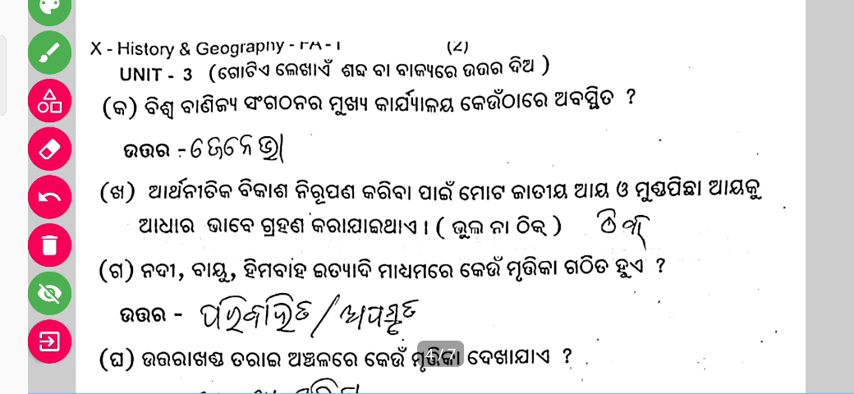 X - History & Geography - FA - I (2)
UNIT - 3 (ଗୋଟିଏ ଲେଖାଏଁ ଶବ୍ଦ ବା ବାକ୍ୟରେ ଉତ୍ତର ଦିଅ )
(କ) ବିଶ୍ୱ ବାଣିଜ୍ୟ ସଂଗଠନର ମୁଖ୍ୟ କାର୍ଯ୍ୟାଳୟ କେଉଁଠାରେ ଅବସ୍ଥିତ ?
ଉତ୍ତର - ଜେନେଭା
(ଖ) ଆର୍ଥନୀତିକ ବିକାଶ ନିରୂପଣ କରିବା ପାଇଁ ମୋଟ ଜାତୀୟ ଆୟ ଓ ମୁଣ୍ଡପିଛା ଆୟକୁ
ଆଧାର ଭାବେ ଗ୍ରହଣ କରାଯାଇଥାଏ । ( ଭୁଲ ନା ଠିକ୍ ) ଠିକ୍
(ଗ) ନଦୀ, ବାୟୁ, ହିମବାହ ଇତ୍ୟାଦି ମାଧ୍ୟମରେ କେଉଁ ମୃତ୍ତିକା ଗଠିତ ହୁଏ ?
ଉତ୍ତର - ପରିବାହିତ / ଅପସୃତ
(ଘ) ଉତ୍ତରାଖଣ୍ଡ ତରାଇ ଅଞ୍ଚଳରେ କେଉଁ ମୃତ୍ତିକା ଦେଖାଯାଏ ?
4 / 7